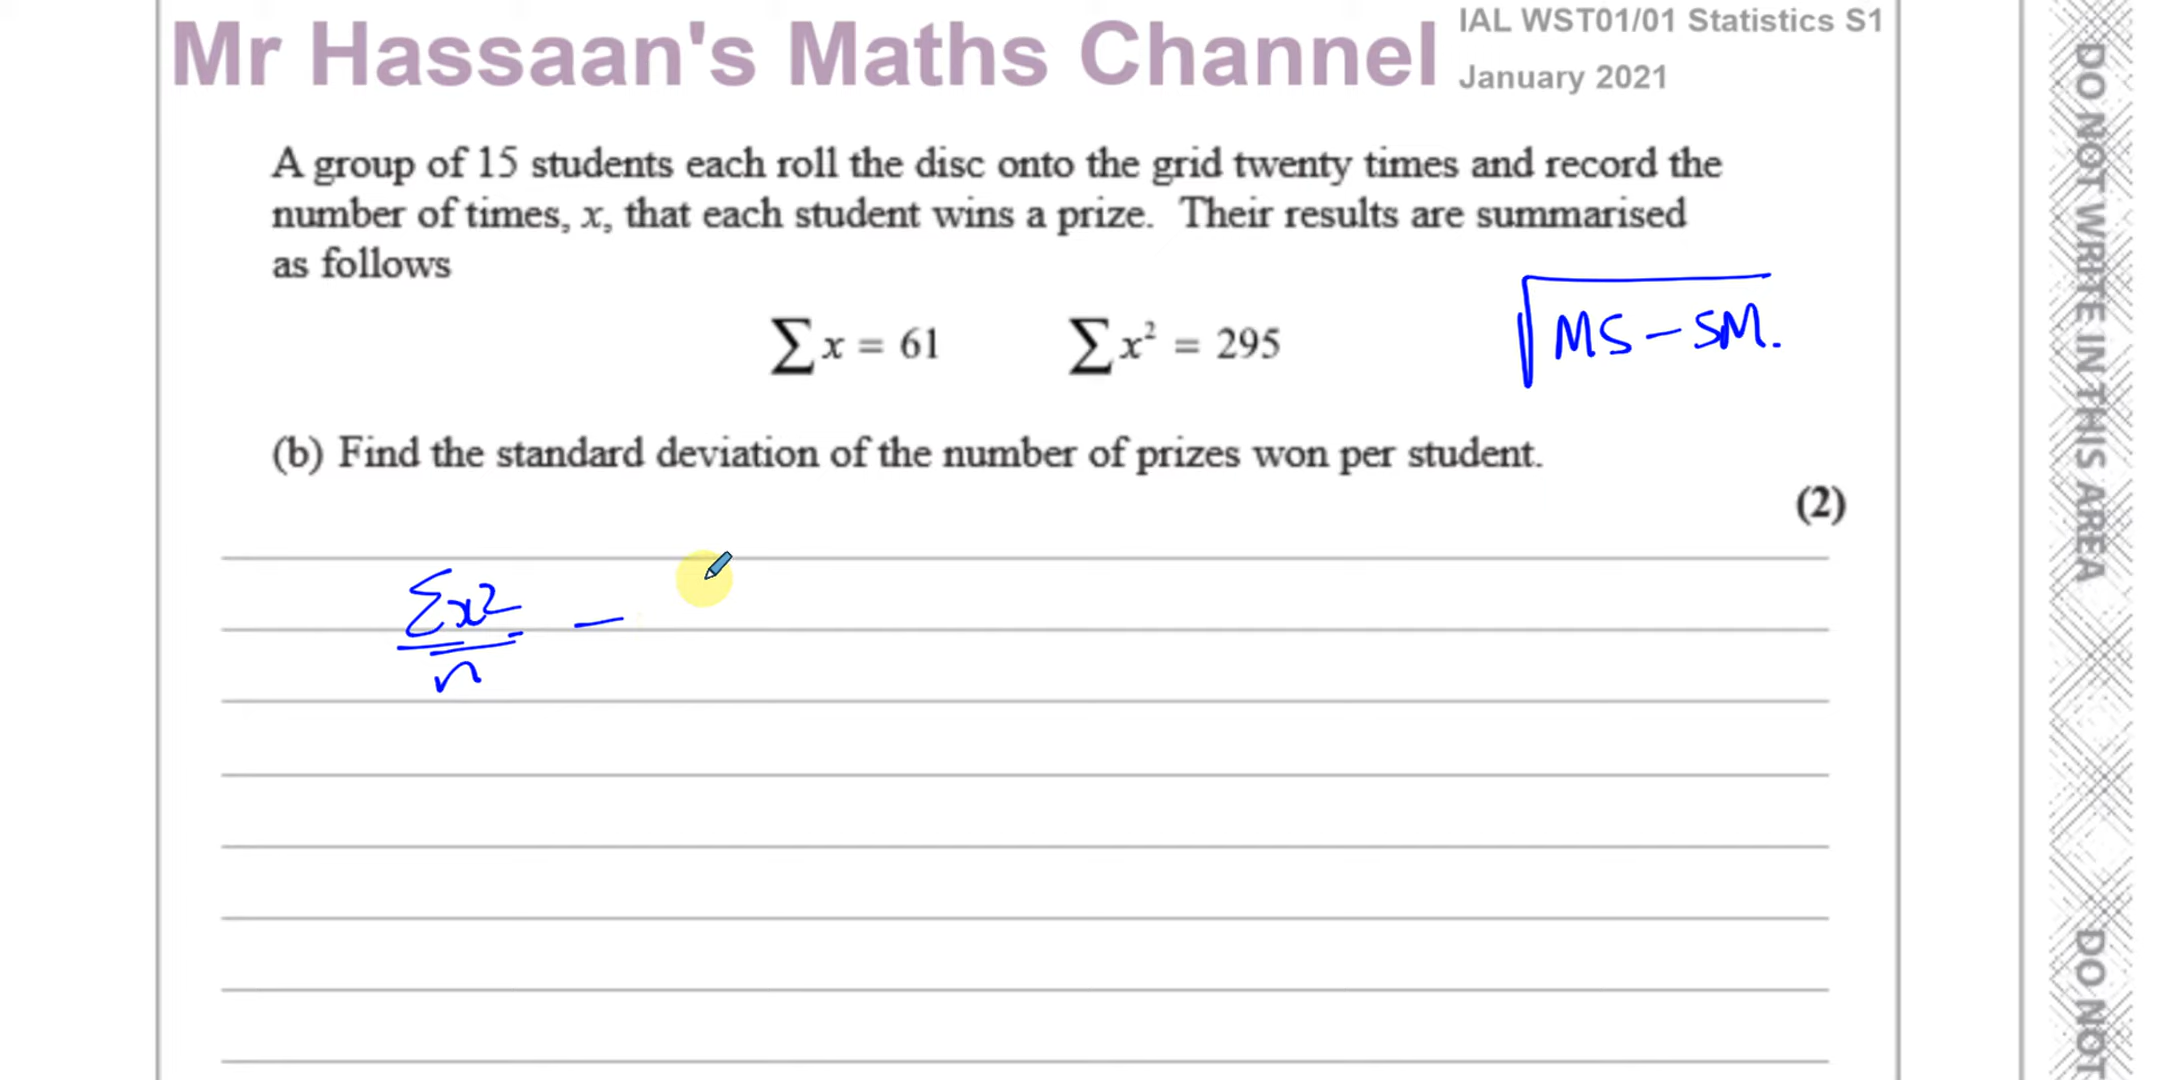 Mr Hassaan's Maths Channel
IAL WST01/01 Statistics S1
January 2021
A group of 15 students each roll the disc onto the grid twenty times and record the
number of times, x, that each student wins a prize. Their results are summarised
as follows
∑x = 61 ∑x² = 295
√MS – SM.
(b) Find the standard deviation of the number of prizes won per student.
(2)
Σx²
n
–
DO NOT WRITE IN THIS AREA
DO NOT